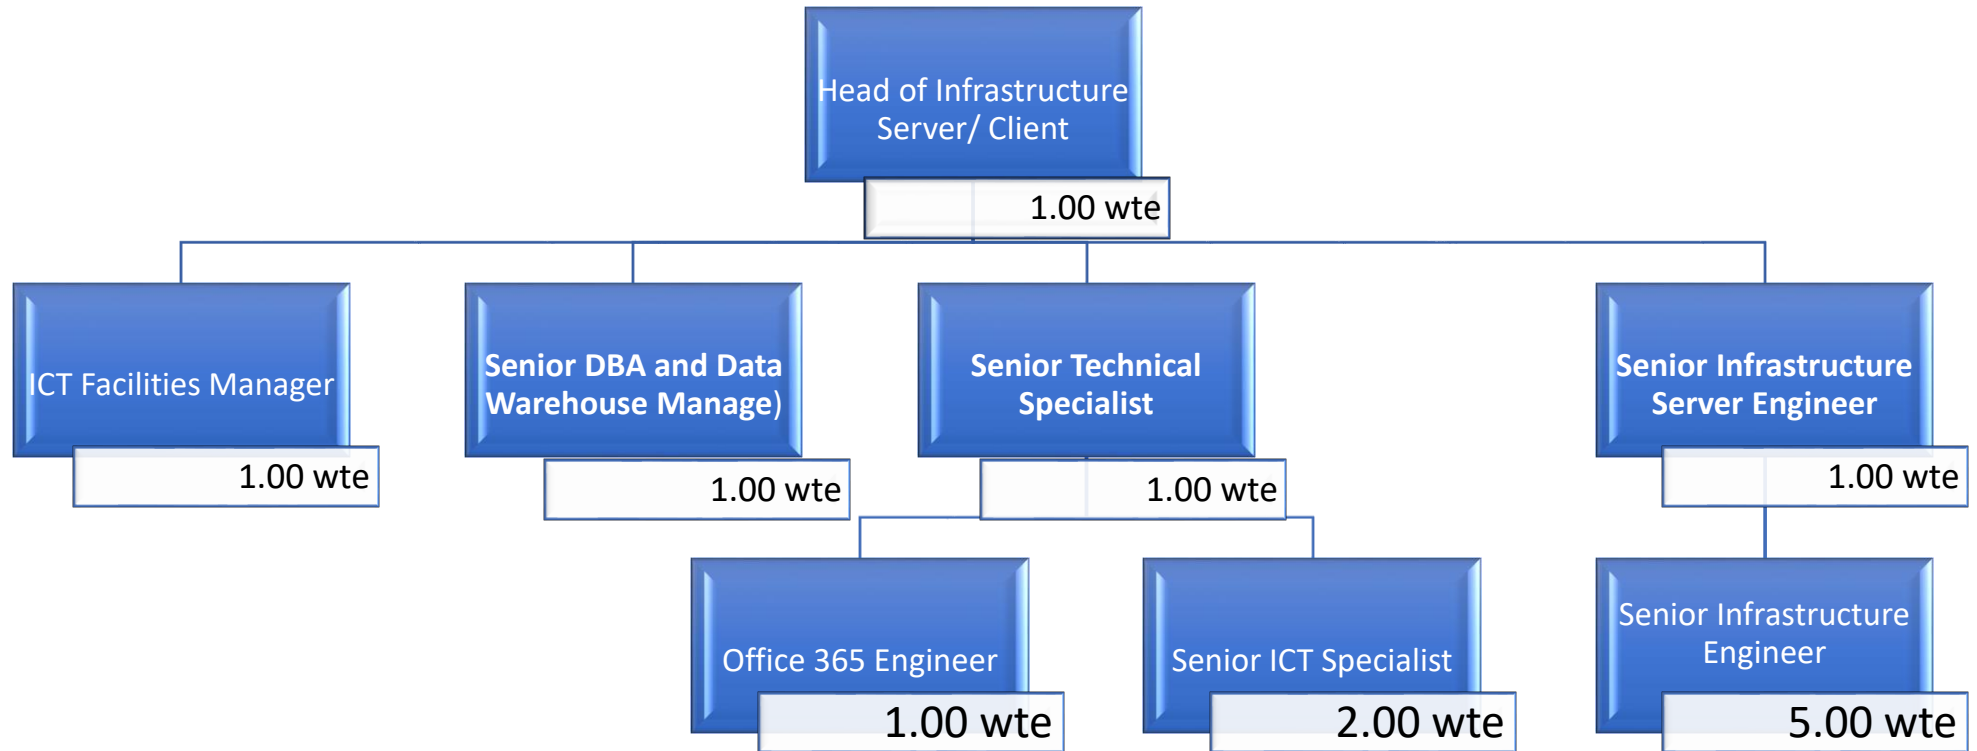 Head of Infrastructure
Server/ Client
1.00 wte
ICT Facilities Manager
1.00 wte
Senior DBA and Data
Warehouse Manage)
1.00 wte
Senior Technical
Specialist
1.00 wte
Senior Infrastructure
Server Engineer
1.00 wte
Office 365 Engineer
1.00 wte
Senior ICT Specialist
2.00 wte
Senior Infrastructure
Engineer
5.00 wte